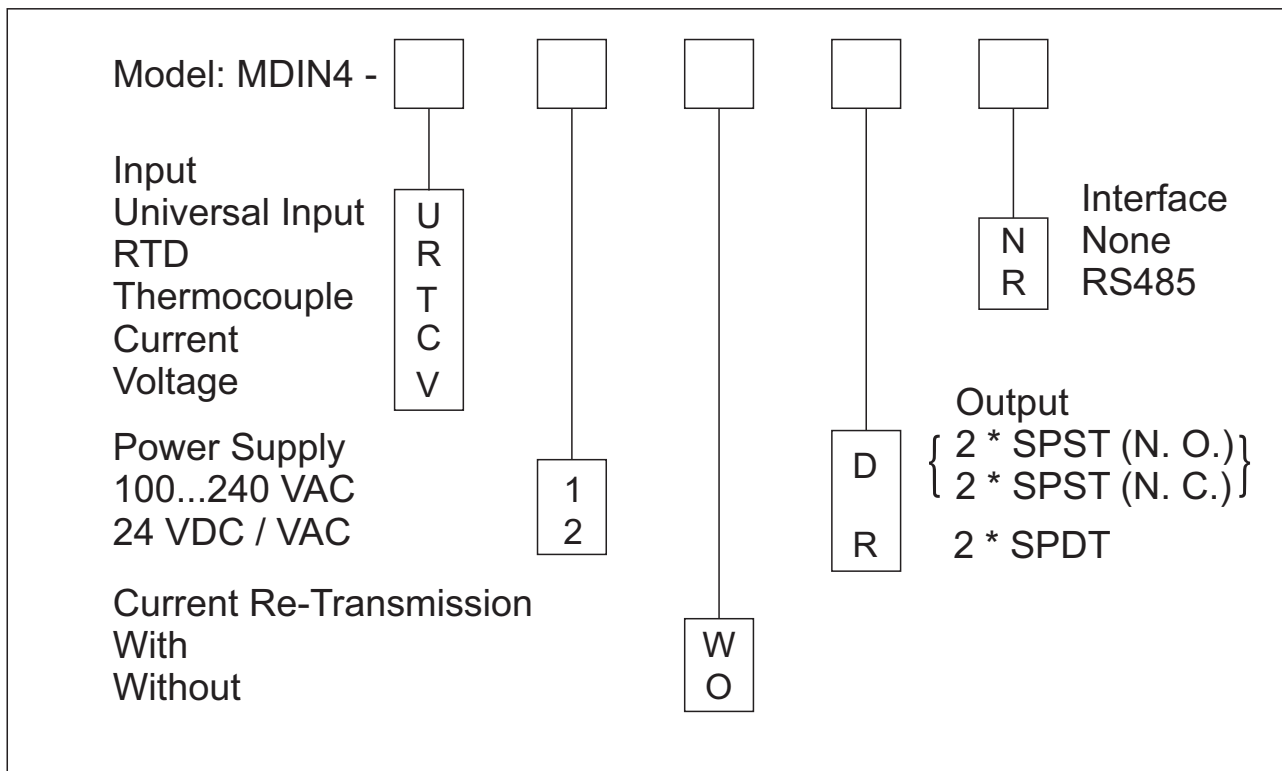 Model: MDIN4 -
Input
Universal Input U
RTD R
Thermocouple T
Current C
Voltage V
Power Supply
100...240 VAC 1
24 VDC / VAC 2
Current Re-Transmission
With W
Without O
Output
D { 2 * SPST (N. O.) }
{ 2 * SPST (N. C.) }
R 2 * SPDT
Interface
N None
R RS485